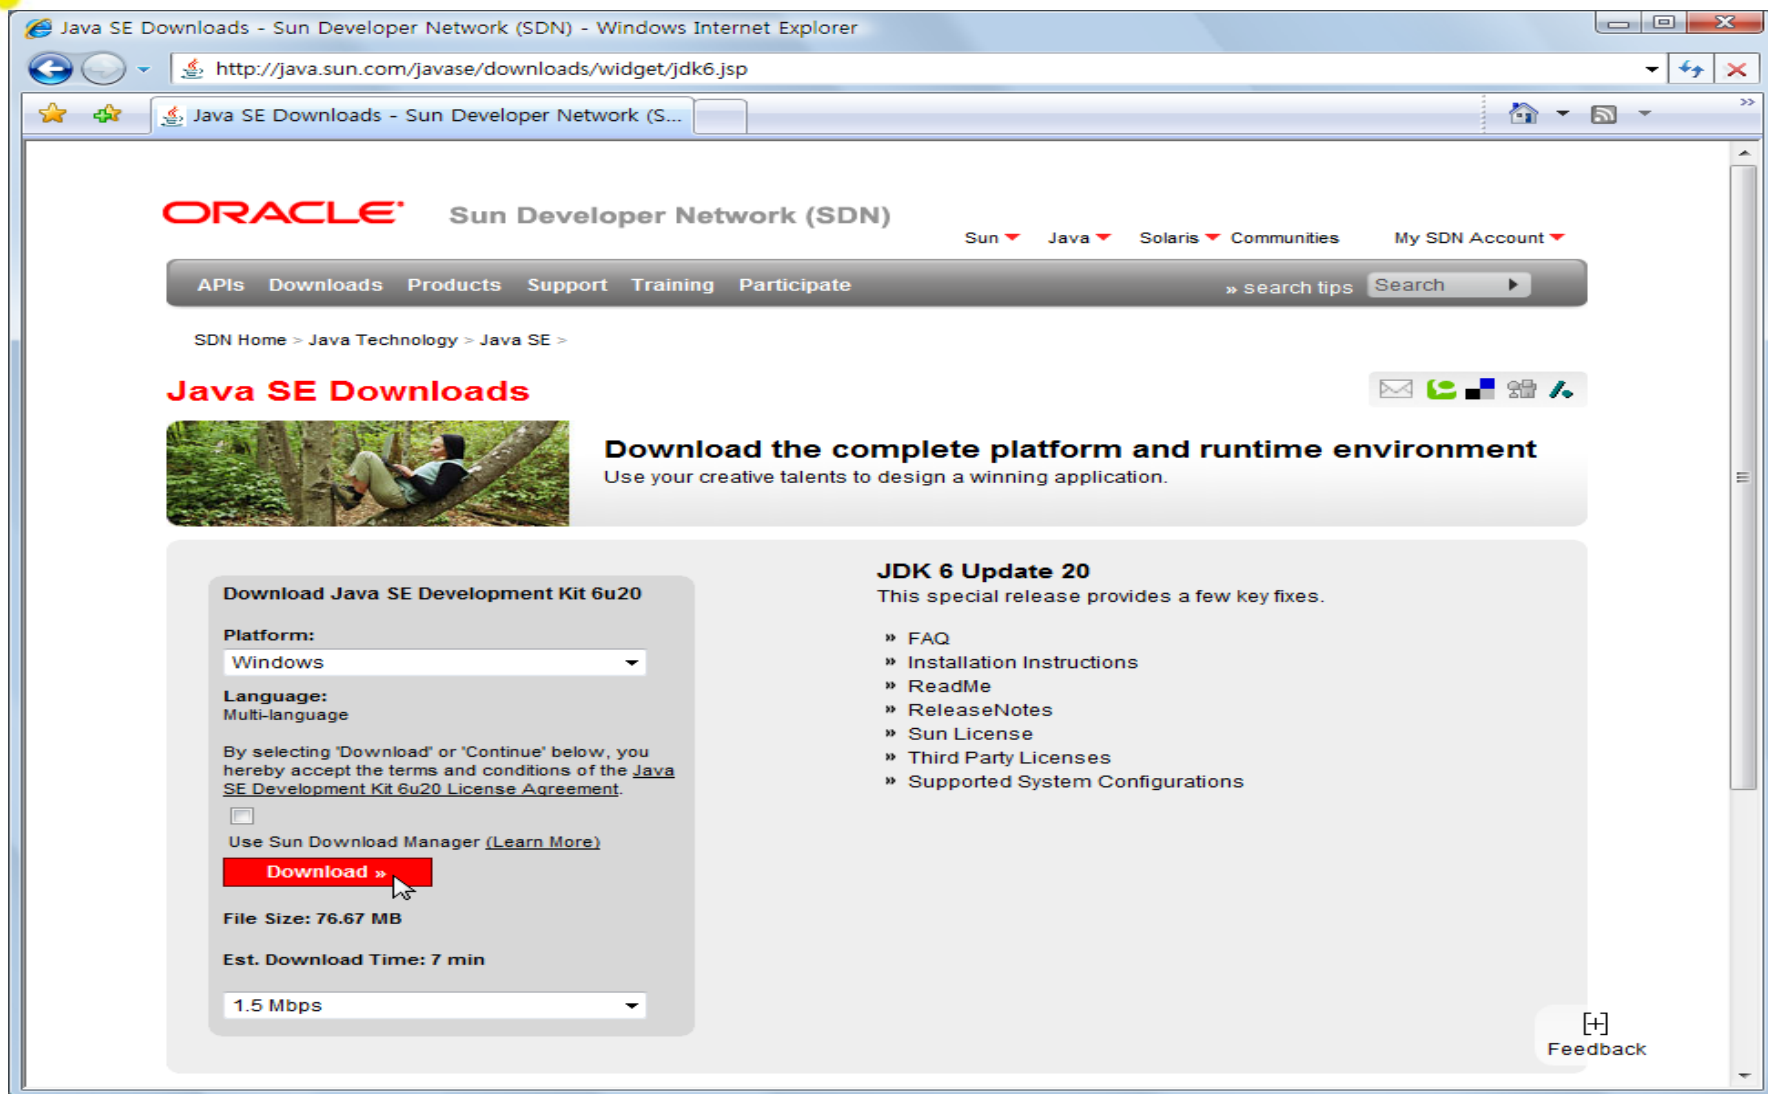 Java SE Downloads - Sun Developer Network (SDN) - Windows Internet Explorer
http://java.sun.com/javase/downloads/widget/jdk6.jsp
Java SE Downloads - Sun Developer Network (S...
ORACLE Sun Developer Network (SDN)
Sun Java Solaris Communities My SDN Account
APIs Downloads Products Support Training Participate » search tips Search
SDN Home > Java Technology > Java SE >
Java SE Downloads
Download the complete platform and runtime environment
Use your creative talents to design a winning application.
Download Java SE Development Kit 6u20
Platform:
Windows
Language:
Multi-language
By selecting 'Download' or 'Continue' below, you
hereby accept the terms and conditions of the Java
SE Development Kit 6u20 License Agreement.
Use Sun Download Manager (Learn More)
Download »
File Size: 76.67 MB
Est. Download Time: 7 min
1.5 Mbps
JDK 6 Update 20
This special release provides a few key fixes.
» FAQ
» Installation Instructions
» ReadMe
» ReleaseNotes
» Sun License
» Third Party Licenses
» Supported System Configurations
[+]
Feedback